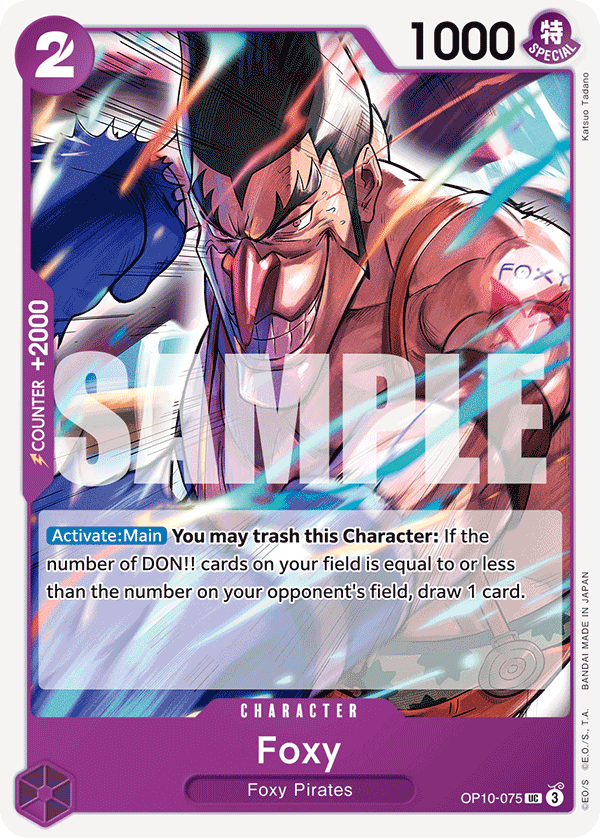 2
1000
特
SPECIAL
Katsuo Tadano
FOXY
COUNTER +2000
SAMPLE
Activate:Main You may trash this Character: If the
number of DON!! cards on your field is equal to or less
than the number on your opponent's field, draw 1 card.
CHARACTER
Foxy
Foxy Pirates
OP10-075 UC 3
©EO/S ©E.O./S., T.A. BANDAI MADE IN JAPAN